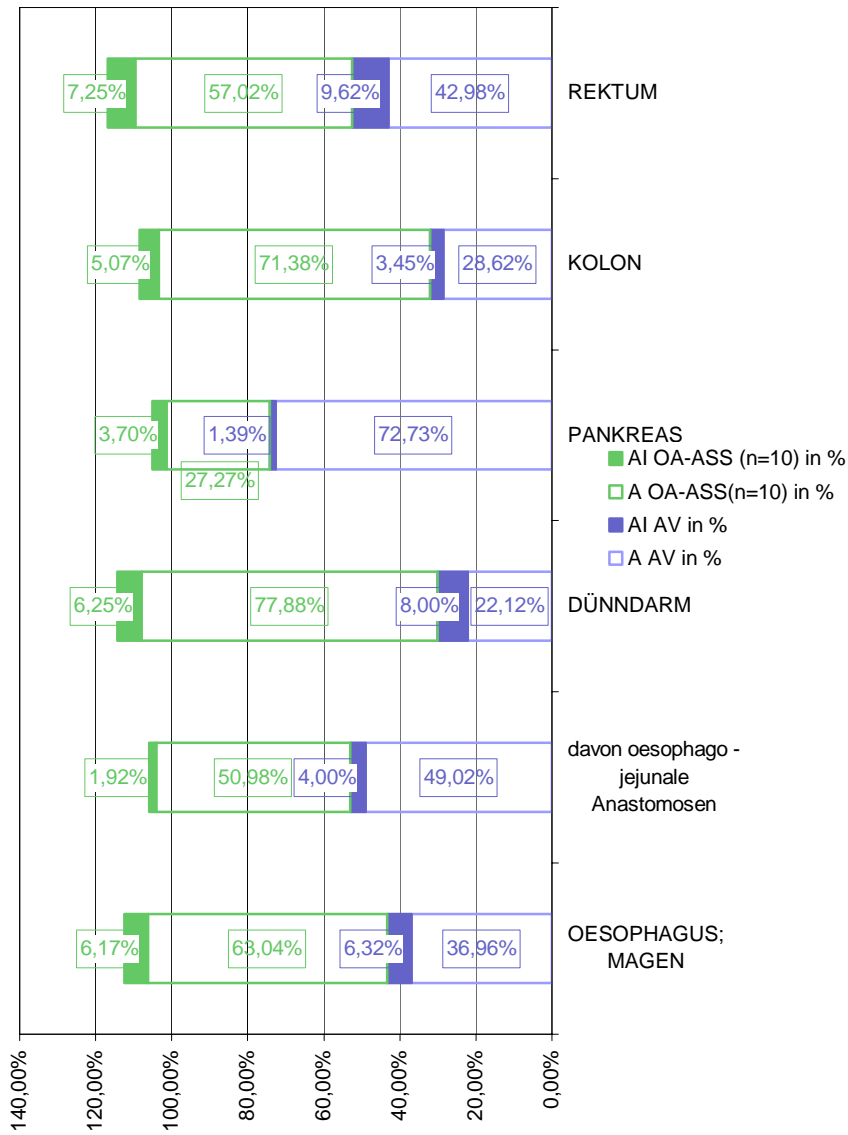 7,25% 57,02% 9,62% 42,98% REKTUM
5,07% 71,38% 3,45% 28,62% KOLON
3,70% 1,39% 72,73% PANKREAS
27,27%
AI OA-ASS (n=10) in %
A OA-ASS(n=10) in %
AI AV in %
A AV in %
6,25% 77,88% 8,00% 22,12% DÜNNDARM
davon oesophago -
jejunale
Anastomosen
1,92% 50,98% 4,00% 49,02%
OESOPHAGUS;
MAGEN
6,17% 63,04% 6,32% 36,96%
140,00% 120,00% 100,00% 80,00% 60,00% 40,00% 20,00% 0,00%